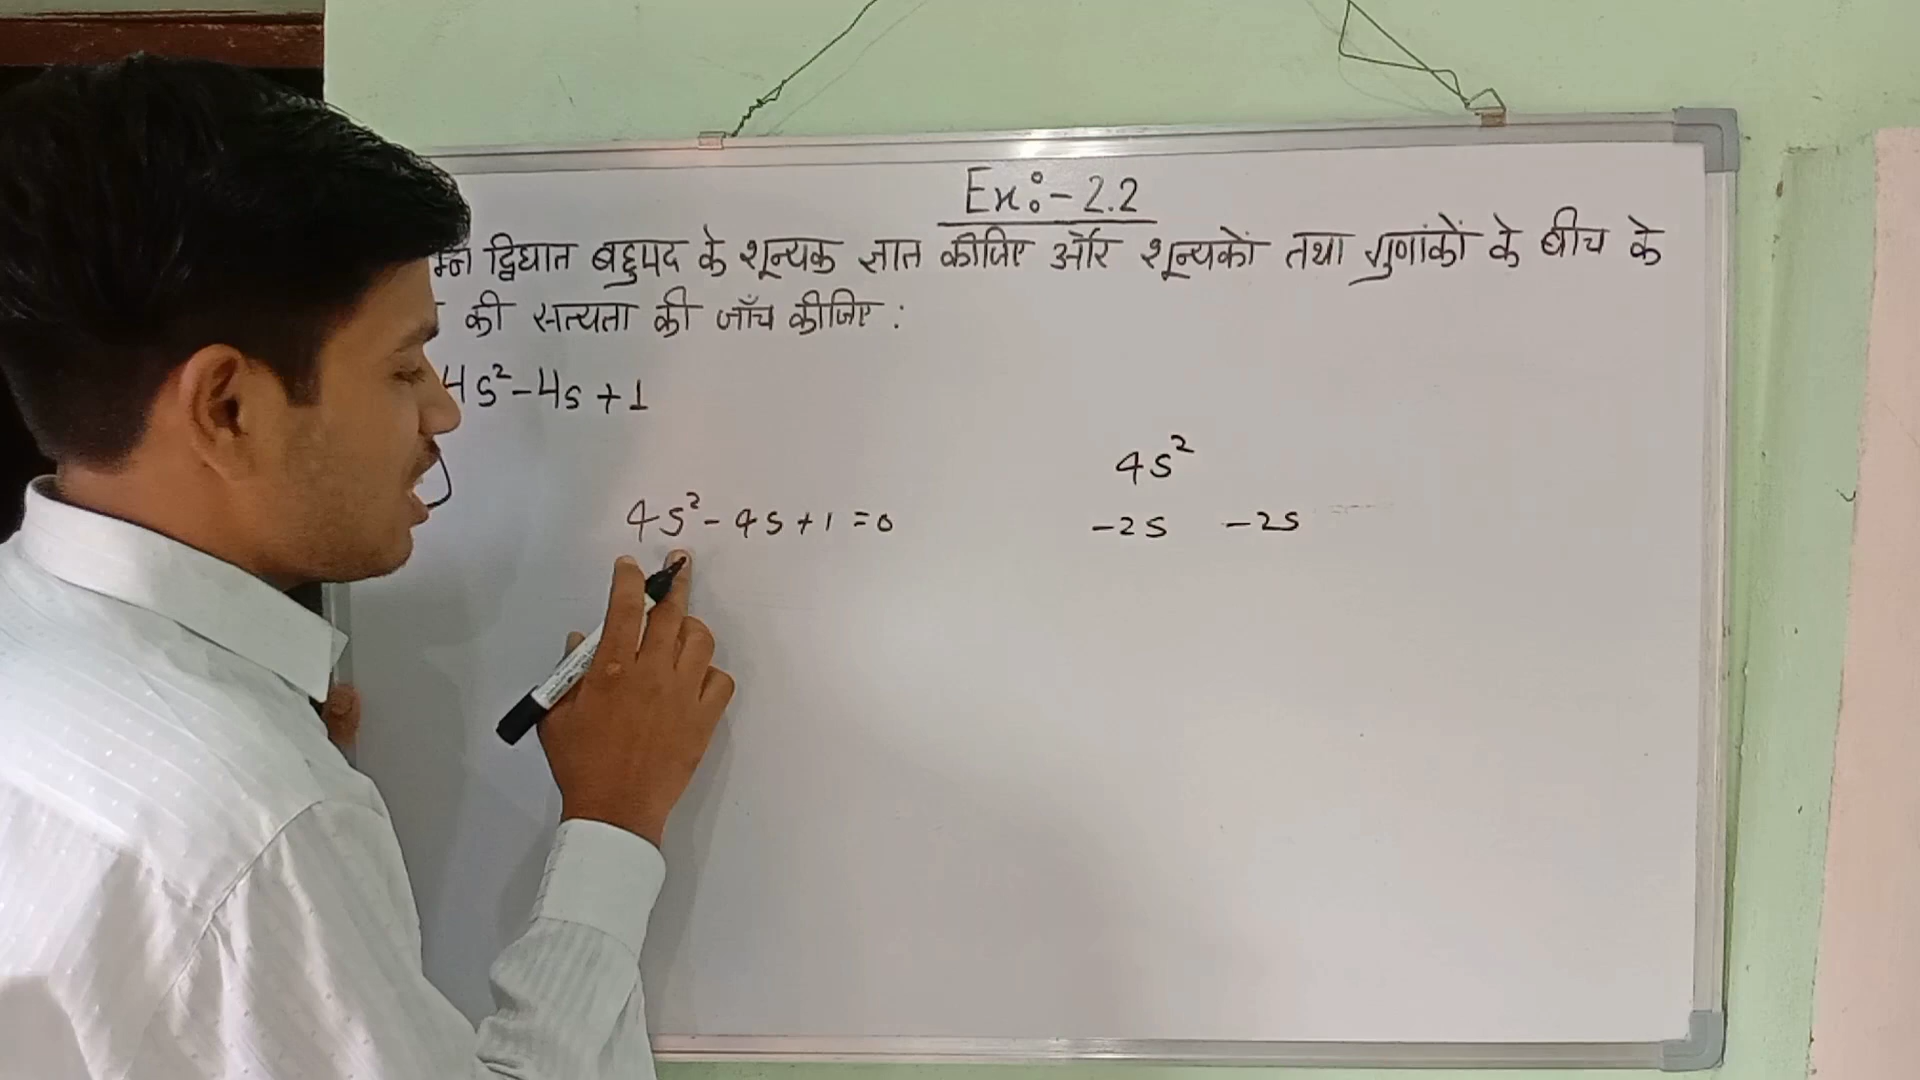 Ex:- 2.2
द्विघात बहुपद के शून्यक ज्ञात कीजिए और शून्यकों तथा गुणांकों के बीच के
की सत्यता की जाँच कीजिए :
4s²-4s+1
4s²
4s²-4s+1=0
-2s -2s